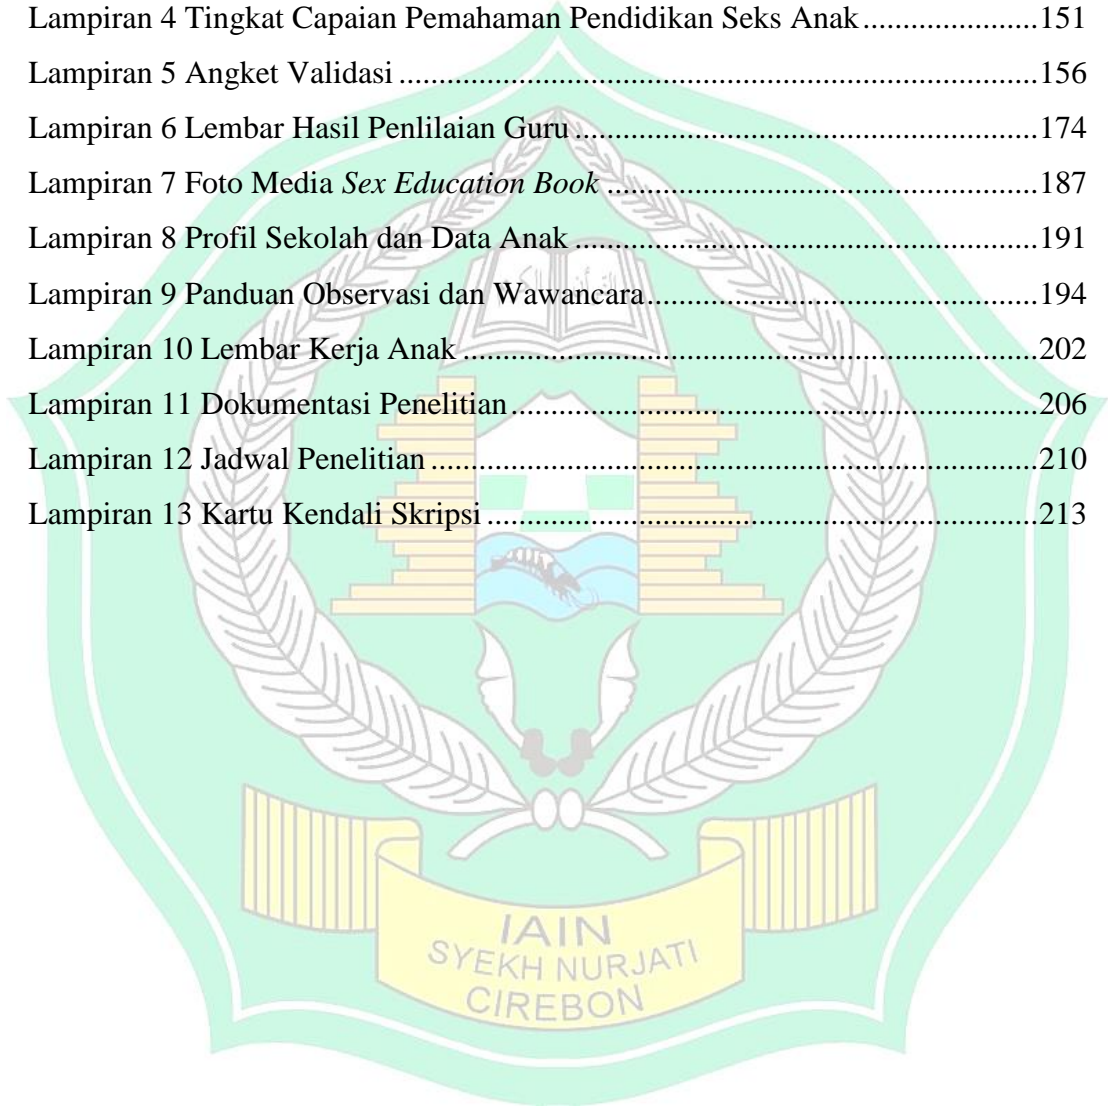 Lampiran 4 Tingkat Capaian Pemahaman Pendidikan Seks Anak......................151
Lampiran 5 Angket Validasi.................................................................................156
Lampiran 6 Lembar Hasil Penlilaian Guru...........................................................174
Lampiran 7 Foto Media Sex Education Book.......................................................187
Lampiran 8 Profil Sekolah dan Data Anak...........................................................191
Lampiran 9 Panduan Observasi dan Wawancara..................................................194
Lampiran 10 Lembar Kerja Anak.........................................................................202
Lampiran 11 Dokumentasi Penelitian...................................................................206
Lampiran 12 Jadwal Penelitian.............................................................................210
Lampiran 13 Kartu Kendali Skripsi......................................................................213
IAIN
SYEKH NURJATI
CIREBON